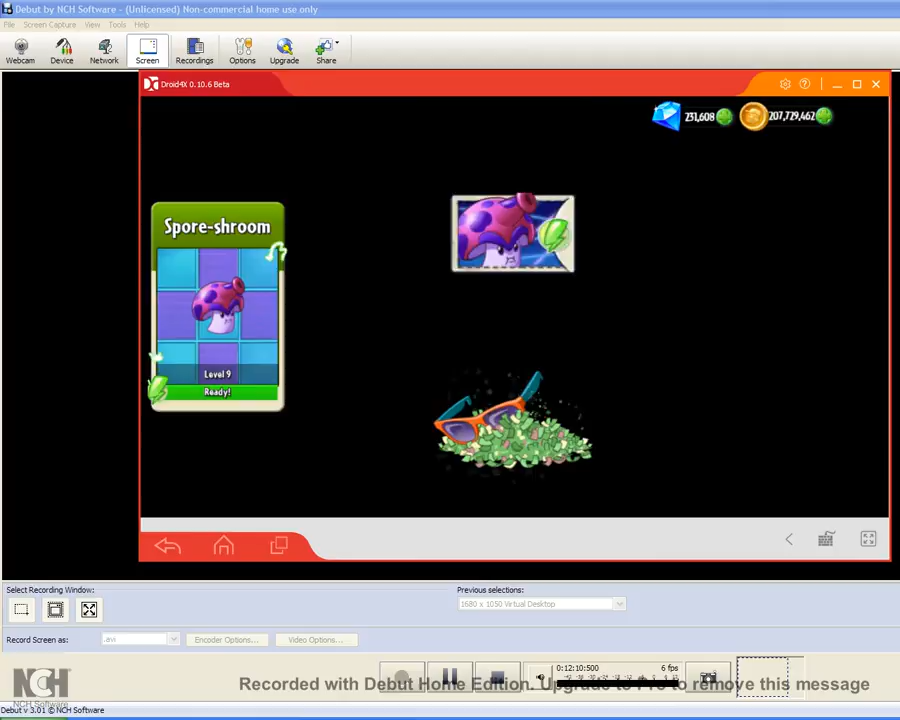 Debut by NCH Software - (Unlicensed) Non-commercial home use only
File Screen Capture View Tools Help
Webcam Device Network Screen Recordings Options Upgrade Share
Droid4X 0.10.6 Beta
231,608 207,729,462
Spore-shroom
Level 9
Ready!
Select Recording Window:
Previous selections:
1680 x 1050 Virtual Desktop
Record Screen as: .avi Encoder Options... Video Options...
0:12:10:500 6 fps
NCH
NCH Software
Recorded with Debut Home Edition. Upgrade to Pro to remove this message
Debut v 3.01 © NCH Software